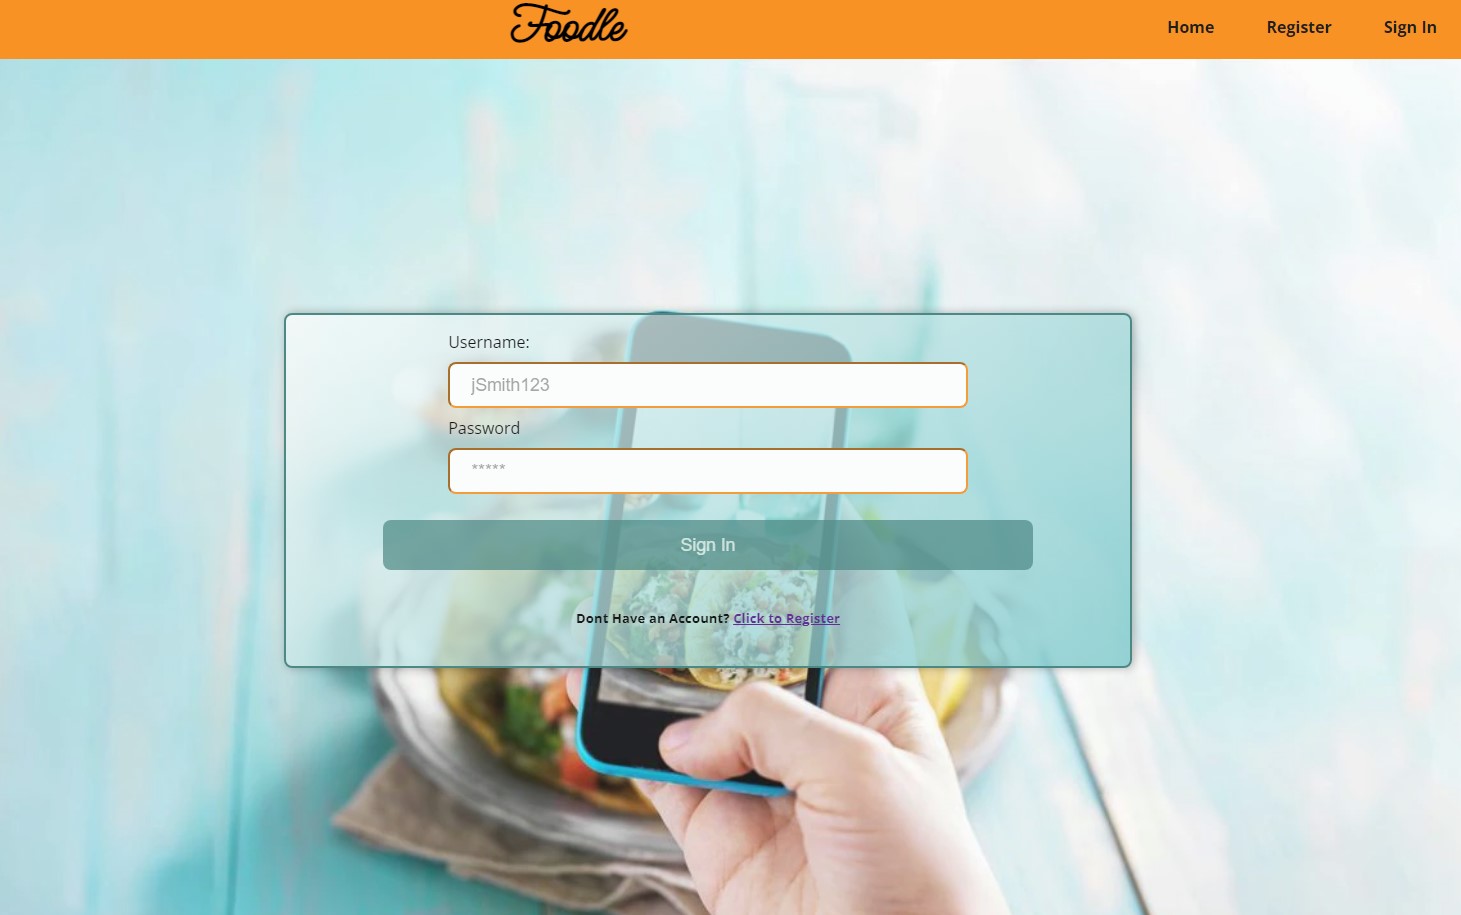 Foodle
Home Register Sign In
Username:
jSmith123
Password
*****
Sign In
Dont Have an Account? Click to Register